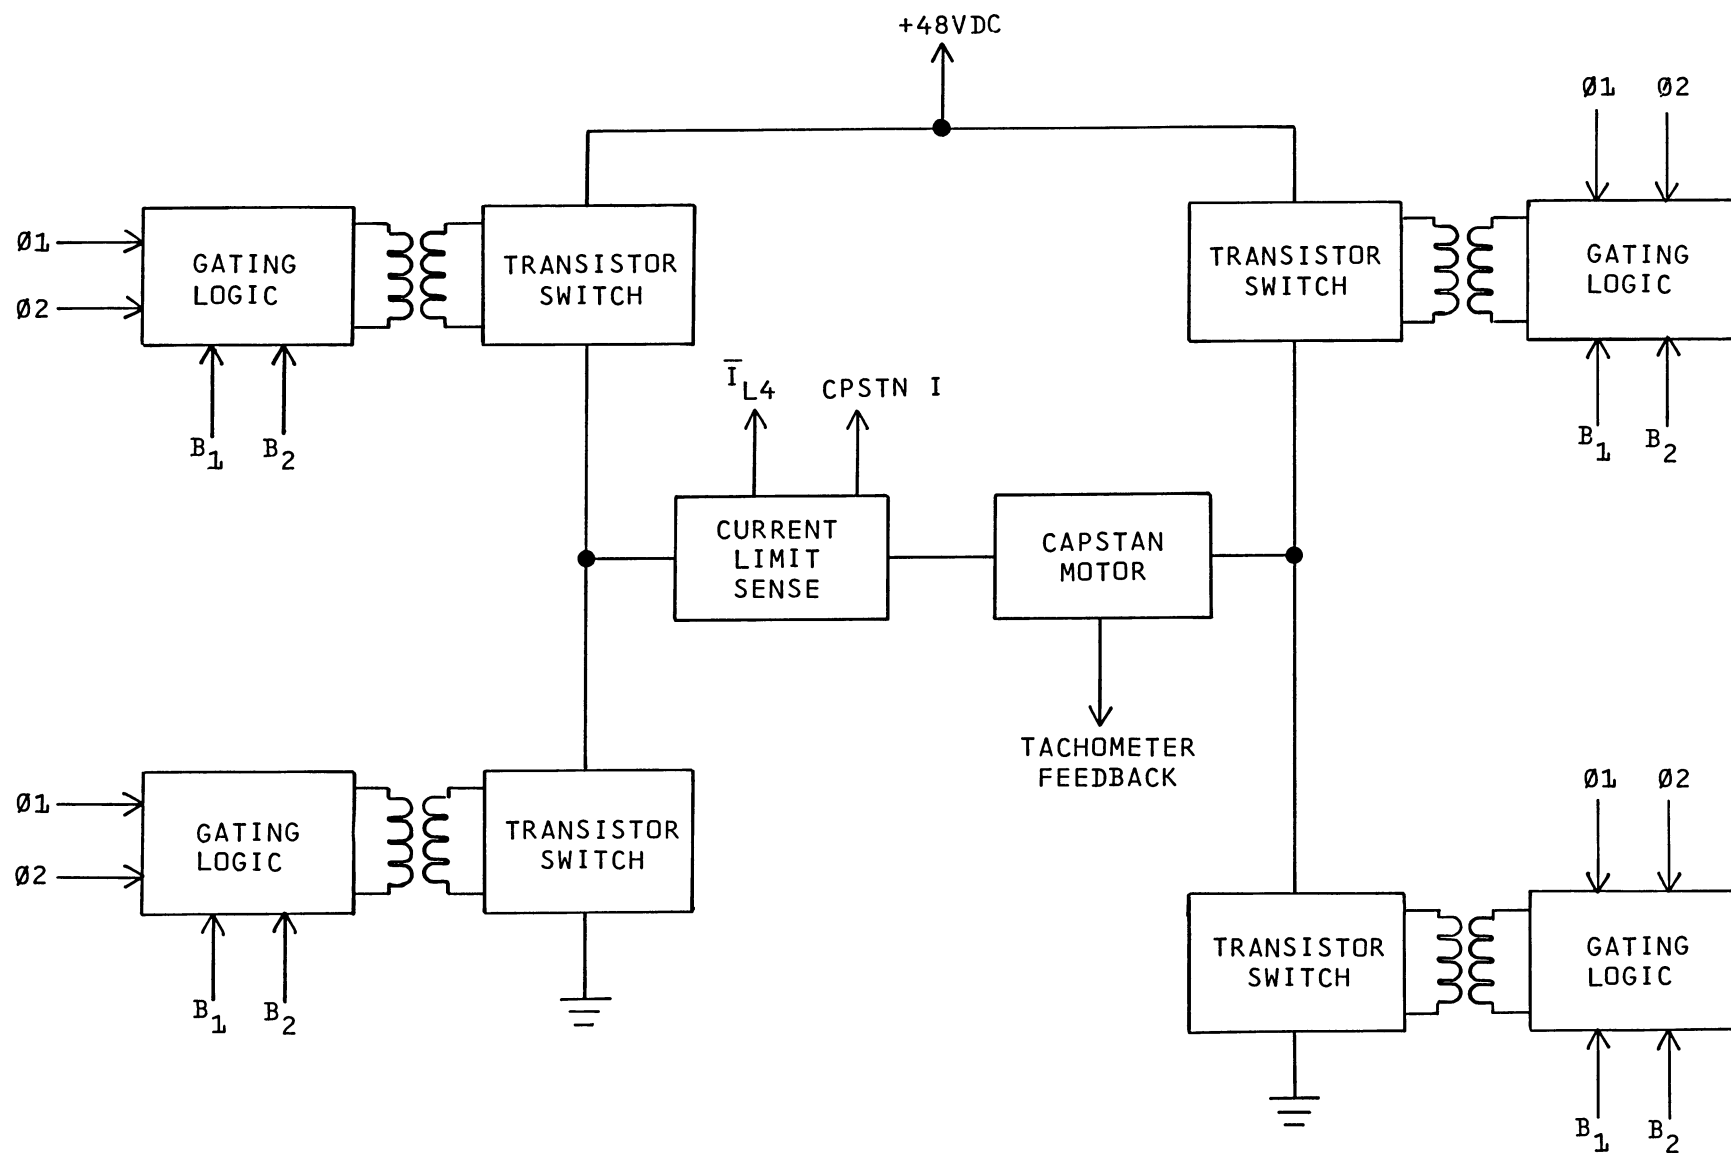 +48VDC
Ø1
Ø2
Ø1
Ø2
GATING
LOGIC
TRANSISTOR
SWITCH
TRANSISTOR
SWITCH
GATING
LOGIC
B1
B2
B1
B2
I̅L4
CPSTN I
CURRENT
LIMIT
SENSE
CAPSTAN
MOTOR
TACHOMETER
FEEDBACK
Ø1
Ø2
GATING
LOGIC
TRANSISTOR
SWITCH
B1
B2
Ø1
Ø2
TRANSISTOR
SWITCH
GATING
LOGIC
B1
B2